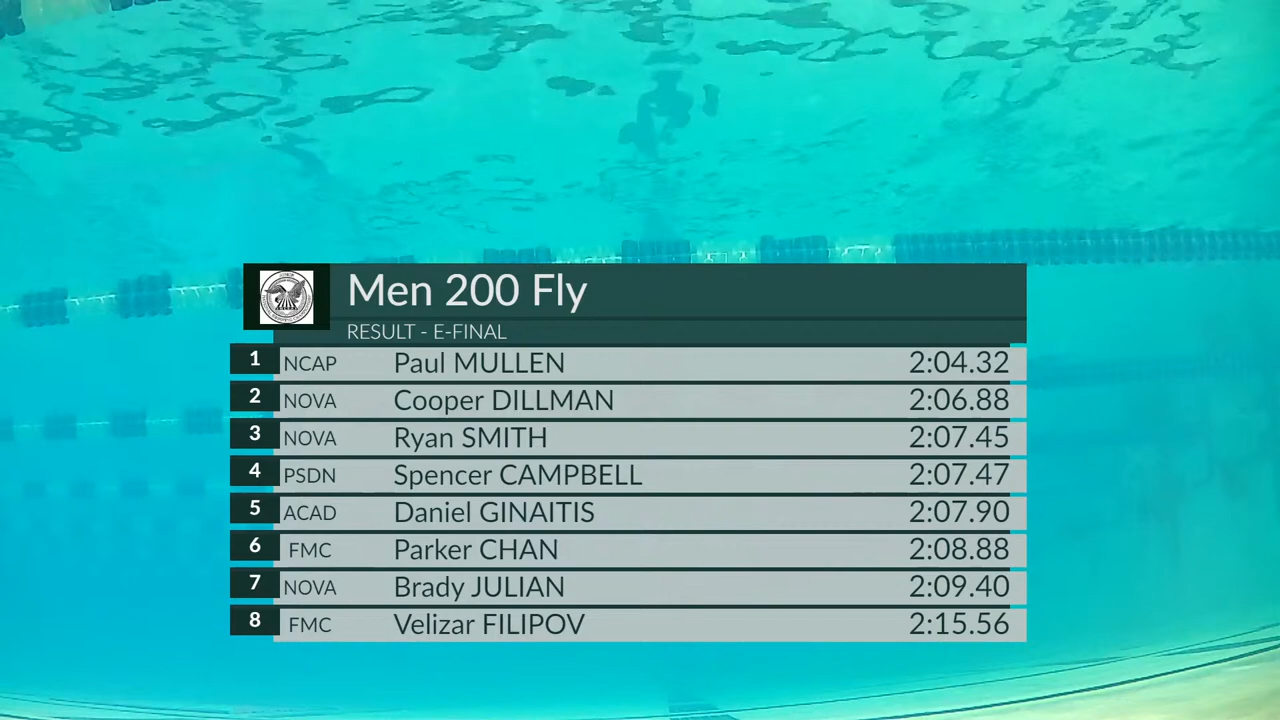 Men 200 Fly
RESULT - E-FINAL
1 NCAP Paul MULLEN 2:04.32
2 NOVA Cooper DILLMAN 2:06.88
3 NOVA Ryan SMITH 2:07.45
4 PSDN Spencer CAMPBELL 2:07.47
5 ACAD Daniel GINAITIS 2:07.90
6 FMC Parker CHAN 2:08.88
7 NOVA Brady JULIAN 2:09.40
8 FMC Velizar FILIPOV 2:15.56